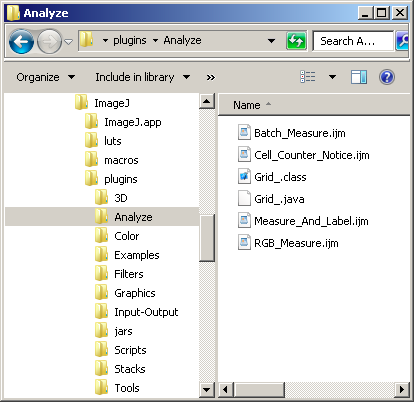 Analyze
plugins Analyze Search A...
Organize Include in library »
ImageJ
ImageJ.app
luts
macros
plugins
3D
Analyze
Color
Examples
Filters
Graphics
Input-Output
jars
Scripts
Stacks
Tools
Name
Batch_Measure.ijm
Cell_Counter_Notice.ijm
Grid_.class
Grid_.java
Measure_And_Label.ijm
RGB_Measure.ijm